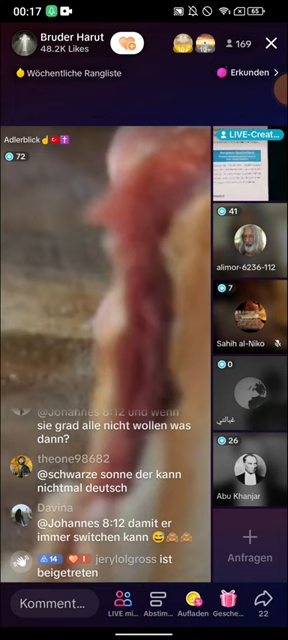 00:17
65
Bruder Harut
48.2K Likes
10+
10+
169
Wöchentliche Rangliste
Erkunden
Adlerblick
72
LIVE-Creat...
41
alimor-6236-112
7
Sahih al-Niko
0
26
Abu Khanjar
@Johannes 8:12 und wenn
sie grad alle nicht wollen was
dann?
theone98682
@schwarze sonne der kann
nichtmal deutsch
Davina
@Johannes 8:12 damit er
immer switchen kann 😅🙈🙈
14
1
jerylolgross ist
beigetreten
+
Anfragen
Komment...
LIVE mi...
Abstim...
Aufladen
Gesche...
22